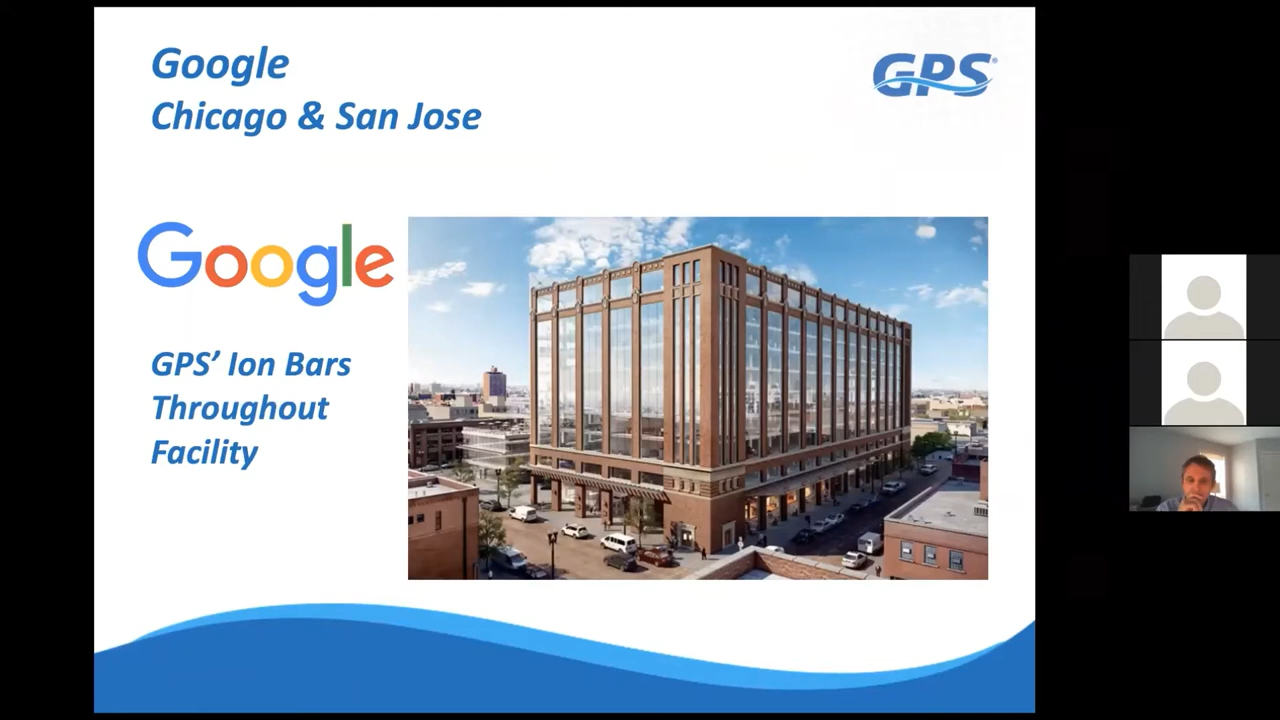 Google
Chicago & San Jose
GPS®
Google
GPS’ Ion Bars
Throughout
Facility